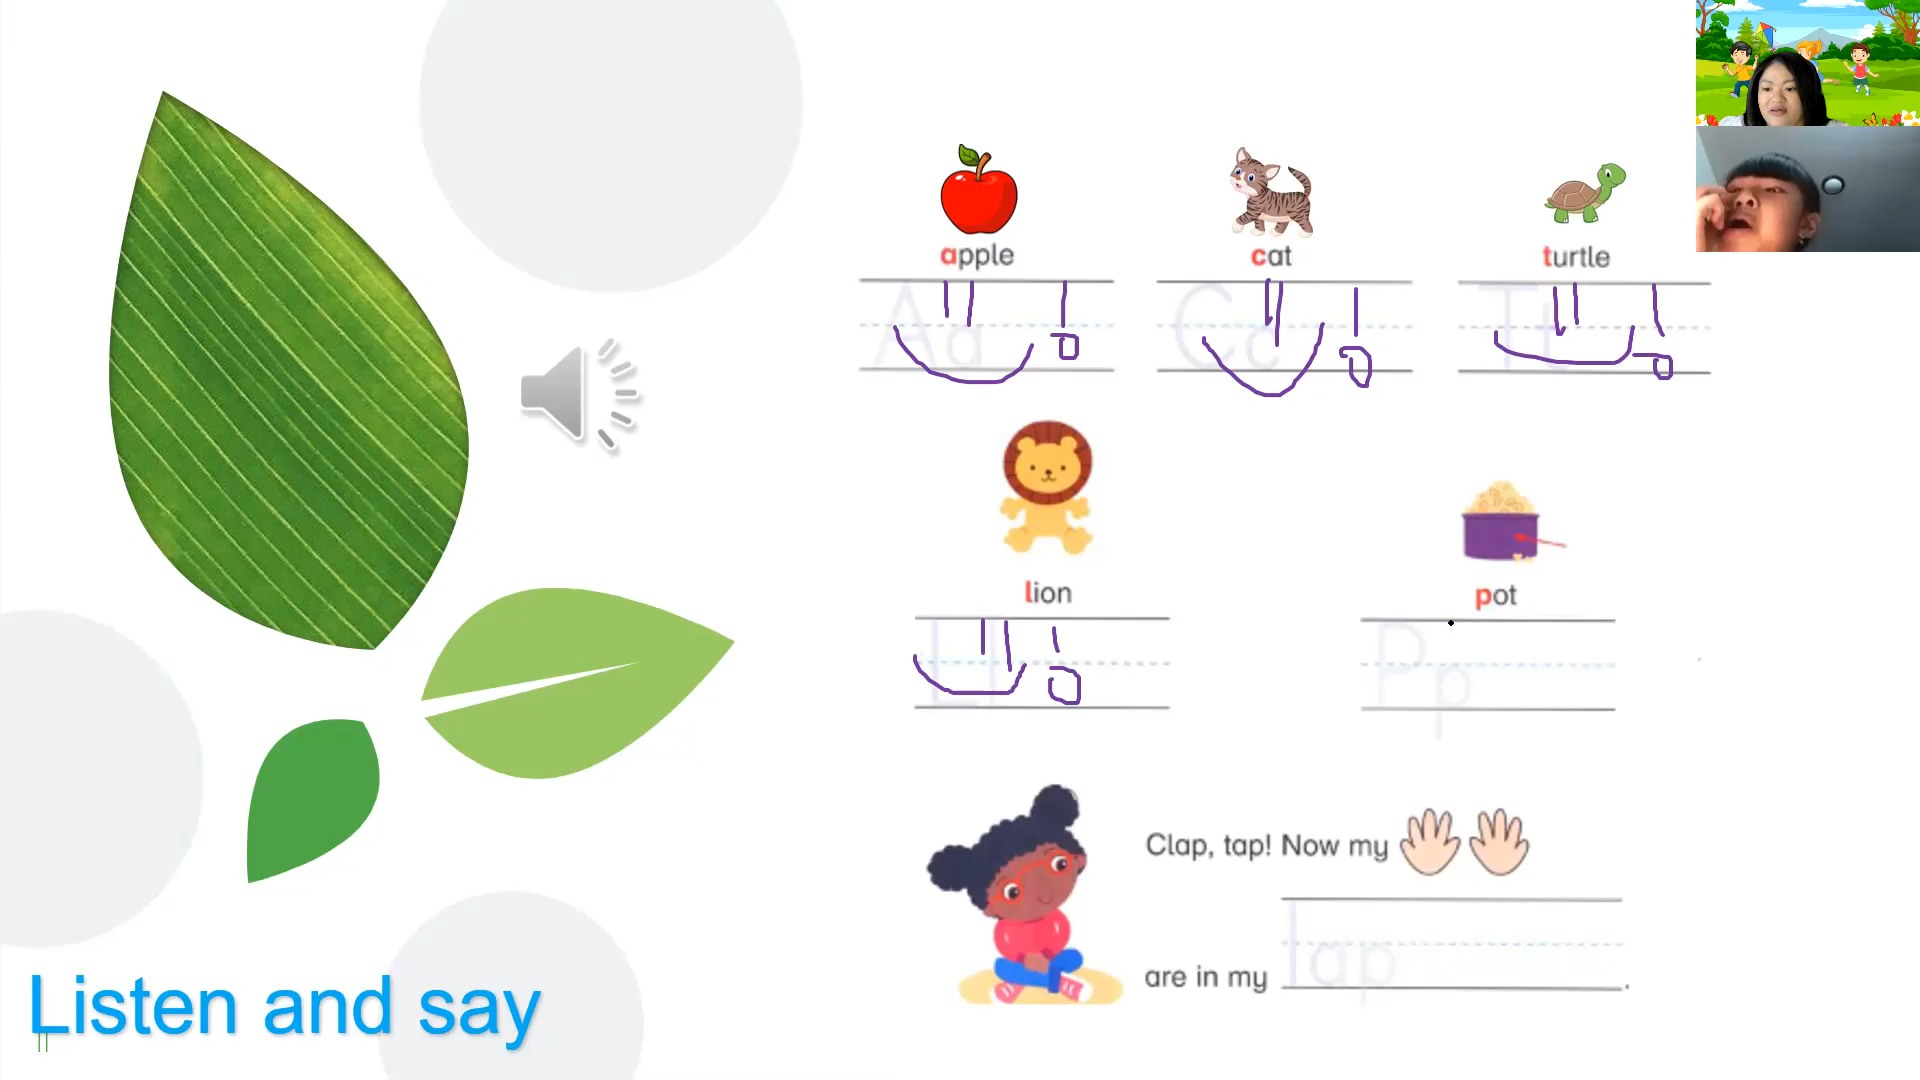 apple cat turtle
Aa Cc Tt
lion pot
Ll Pp
Clap, tap! Now my
are in my lap.
Listen and say